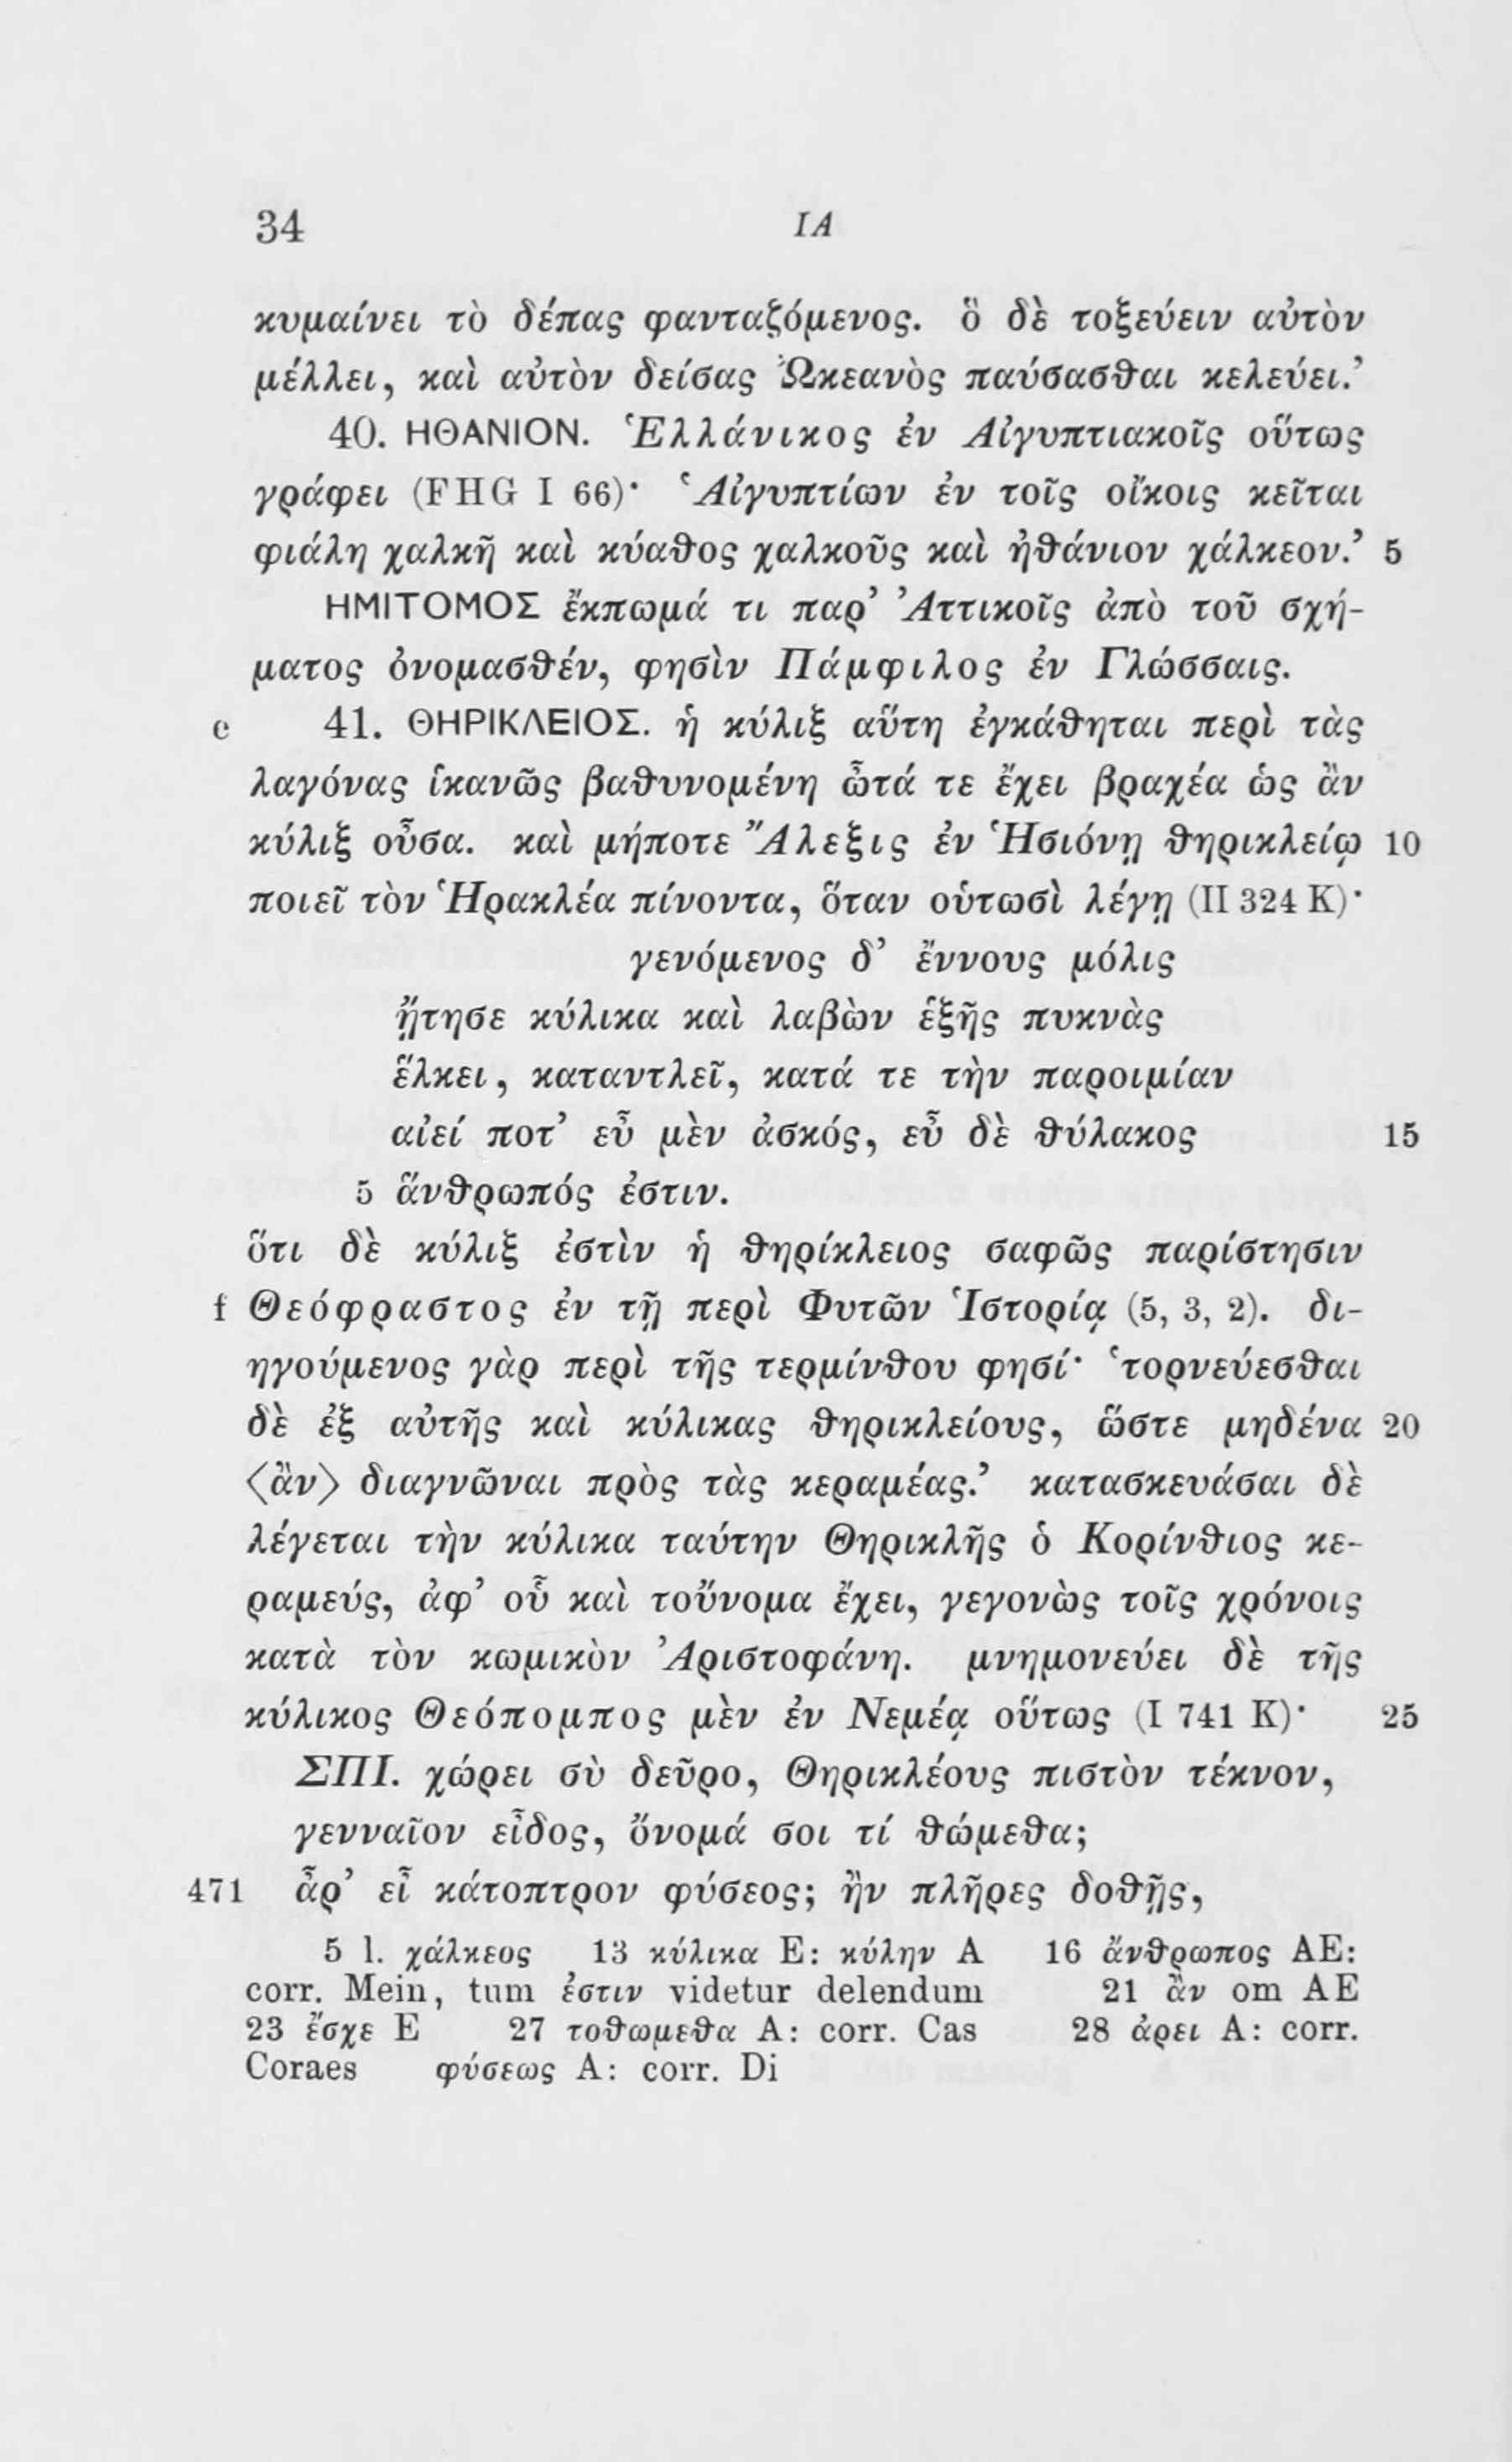 34 ΙΑ
κυμαίνει τὸ δέπας φανταζόμενος. ὃ δὲ τοξεύειν αὐτὸν
μέλλει, καὶ αὐτὸν δείσας Ὠκεανὸς παύσασθαι κελεύει.’
40. ΗΘΑΝΙΟΝ. Ἑλλάνικος ἐν Αἰγυπτιακοῖς οὕτως
γράφει (FHG I 66)· ‘Αἰγυπτίων ἐν τοῖς οἴκοις κεῖται
φιάλη χαλκῆ καὶ κύαθος χαλκοῦς καὶ ἠθάνιον χάλκεον.’ 5
ΗΜΙΤΟΜΟΣ ἔκπωμά τι παρ’ Ἀττικοῖς ἀπὸ τοῦ σχή-
ματος ὀνομασθέν, φησὶν Πάμφιλος ἐν Γλώσσαις.
e 41. ΘΗΡΙΚΛΕΙΟΣ. ἡ κύλιξ αὕτη ἐγκάθηται περὶ τὰς
λαγόνας ἱκανῶς βαθυνομένη ὦτά τε ἔχει βραχέα ὡς ἂν
κύλιξ οὖσα. καὶ μήποτε Ἄλεξις ἐν Ἡσιόνῃ θηρικλείῳ 10
ποιεῖ τὸν Ἡρακλέα πίνοντα, ὅταν οὑτωσὶ λέγῃ (II 324 K)·
γενόμενος δ’ ἔννους μόλις
ᾔτησε κύλικα καὶ λαβὼν ἑξῆς πυκνὰς
ἕλκει, καταντλεῖ, κατά τε τὴν παροιμίαν
αἰεί ποτ’ εὖ μὲν ἀσκός, εὖ δὲ θύλακος 15
5 ἅνθρωπός ἐστιν.
ὅτι δὲ κύλιξ ἐστὶν ἡ θηρίκλειος σαφῶς παρίστησιν
f Θεόφραστος ἐν τῇ περὶ Φυτῶν Ἱστορίᾳ (5, 3, 2). δι-
ηγούμενος γὰρ περὶ τῆς τερμίνθου φησί· ‘τορνεύεσθαι
δὲ ἐξ αὐτῆς καὶ κύλικας θηρικλείους, ὥστε μηδένα 20
〈ἂν〉 διαγνῶναι πρὸς τὰς κεραμέας.’ κατασκευάσαι δὲ
λέγεται τὴν κύλικα ταύτην Θηρικλῆς ὁ Κορίνθιος κε-
ραμεύς, ἀφ’ οὗ καὶ τοὔνομα ἔχει, γεγονὼς τοῖς χρόνοις
κατὰ τὸν κωμικὸν Ἀριστοφάνη. μνημονεύει δὲ τῆς
κύλικος Θεόπομπος μὲν ἐν Νεμέᾳ οὕτως (I 741 K)· 25
ΣΠΙ. χώρει σὺ δεῦρο, Θηρικλέους πιστὸν τέκνον,
γενναῖον εἶδος, ὄνομά σοι τί θώμεθα;
471 ἆρ’ εἶ κάτοπτρον φύσεος; ἢν πλῆρες δοθῇς,
5 l. χάλκεος 13 κύλικα E: κύλην A 16 ἄνθρωπος AE:
corr. Mein, tum ἐστιν videtur delendum 21 ἂν om AE
23 ἔσχε E 27 τοθωμεθα A: corr. Cas 28 ἀρει A: corr.
Coraes φύσεως A: corr. Di